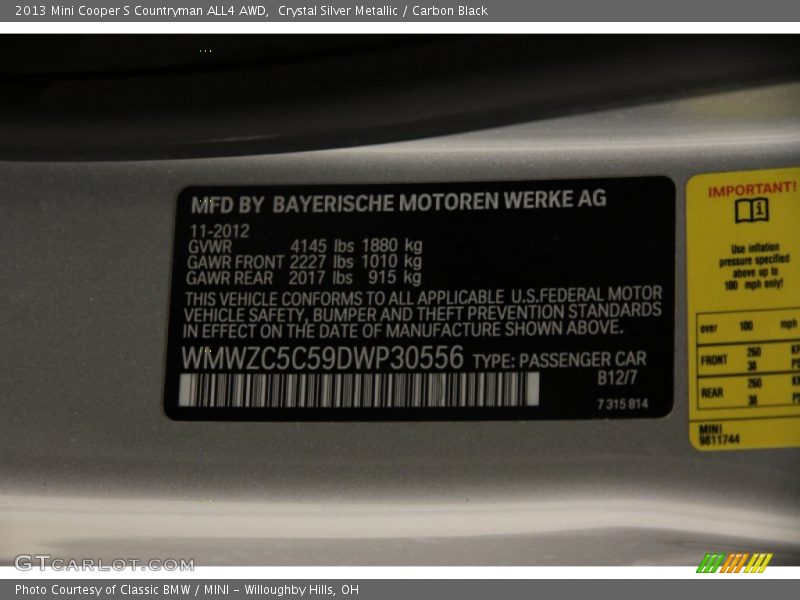 2013 Mini Cooper S Countryman ALL4 AWD,  Crystal Silver Metallic / Carbon Black
MFD BY BAYERISCHE MOTOREN WERKE AG
11-2012
GVWR 4145 lbs 1880 kg
GAWR FRONT 2227 lbs 1010 kg
GAWR REAR 2017 lbs 915 kg
THIS VEHICLE CONFORMS TO ALL APPLICABLE U.S.FEDERAL MOTOR
VEHICLE SAFETY, BUMPER AND THEFT PREVENTION STANDARDS
IN EFFECT ON THE DATE OF MANUFACTURE SHOWN ABOVE.
WMWZC5C59DWP30556 TYPE: PASSENGER CAR
B12/7
7 315 814
IMPORTANT!
Use inflation
pressure specified
above up to
100 mph only!
over 100 mph
FRONT 260
38
REAR 260
38
MINI
9811744
GTCarLot.com
Photo Courtesy of Classic BMW / MINI - Willoughby Hills, OH